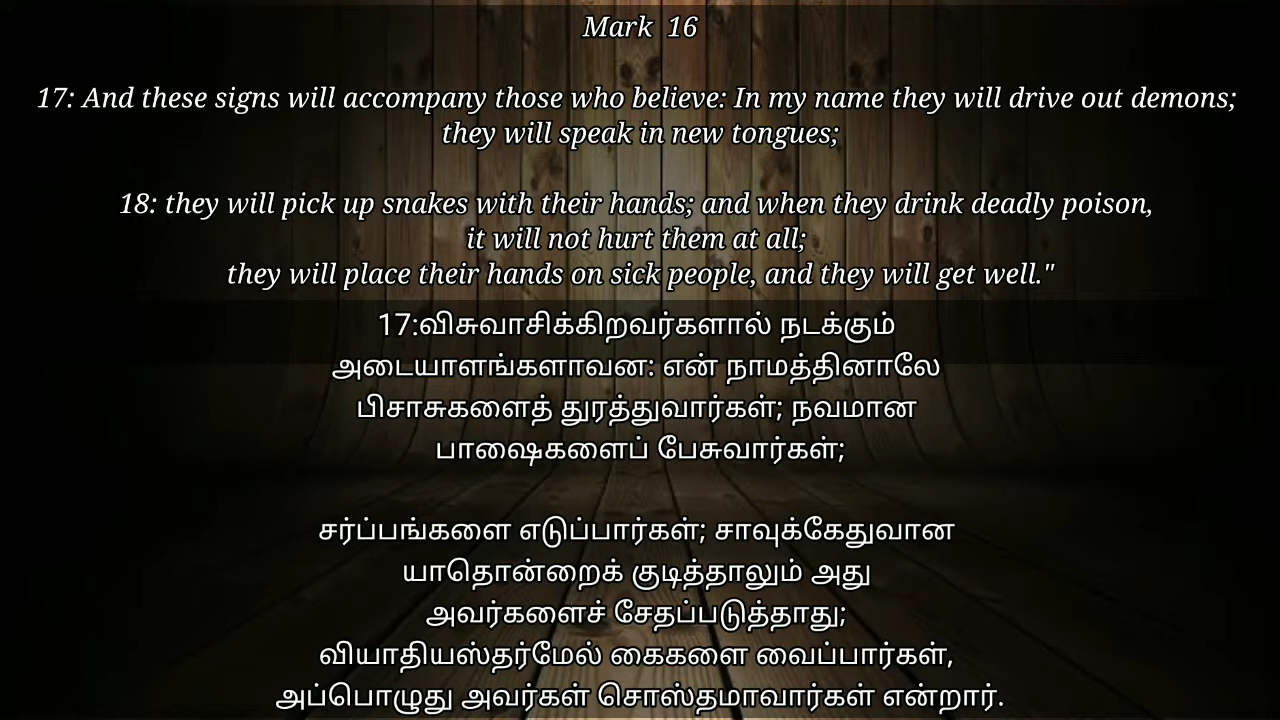 Mark 16
17: And these signs will accompany those who believe: In my name they will drive out demons;
they will speak in new tongues;
18: they will pick up snakes with their hands; and when they drink deadly poison,
it will not hurt them at all;
they will place their hands on sick people, and they will get well."
17:விசுவாசிக்கிறவர்களால் நடக்கும்
அடையாளங்களாவன: என் நாமத்தினாலே
பிசாசுகளைத் துரத்துவார்கள்; நவமான
பாஷைகளைப் பேசுவார்கள்;
சர்ப்பங்களை எடுப்பார்கள்; சாவுக்கேதுவான
யாதொன்றைக் குடித்தாலும் அது
அவர்களைச் சேதப்படுத்தாது;
வியாதியஸ்தர்மேல் கைகளை வைப்பார்கள்,
அப்பொழுது அவர்கள் சொஸ்தமாவார்கள் என்றார்.